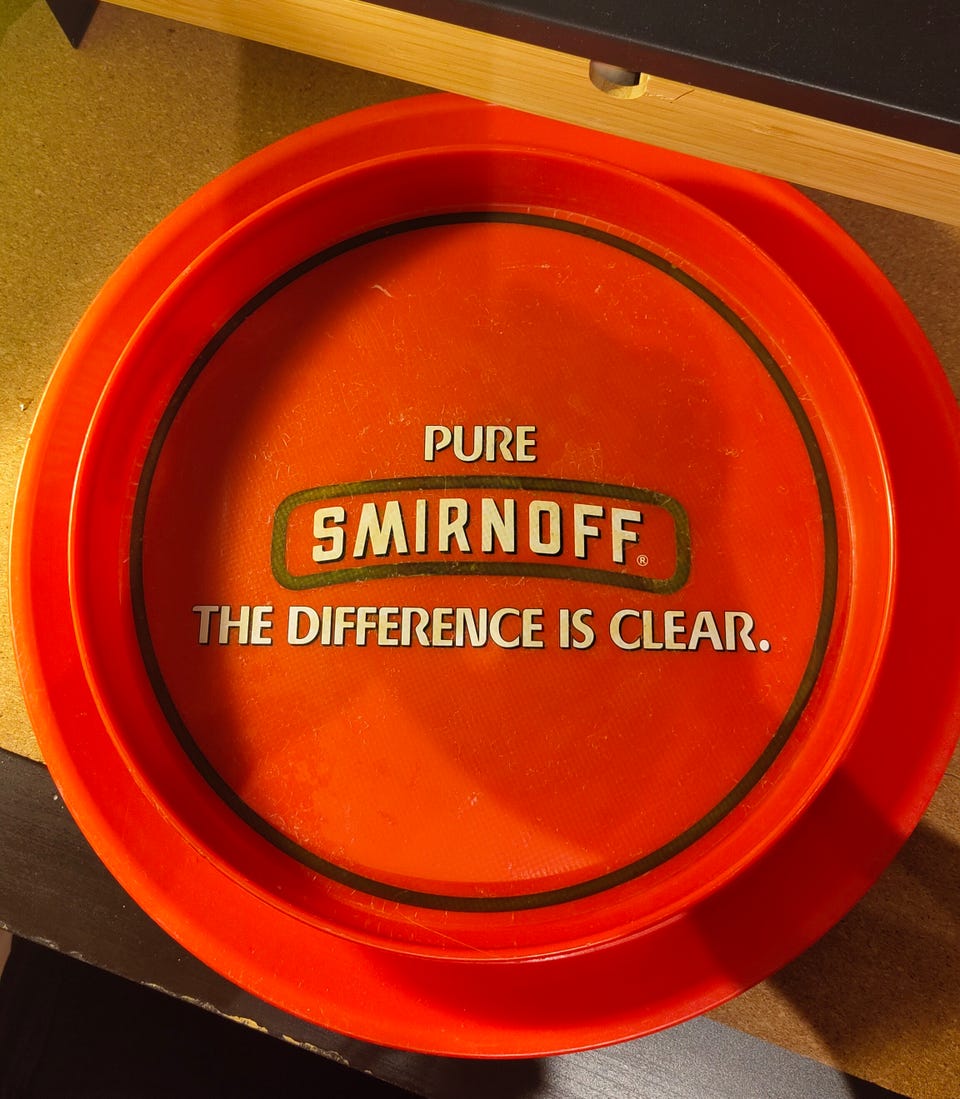 PURE
SMIRNOFF®
THE DIFFERENCE IS CLEAR.